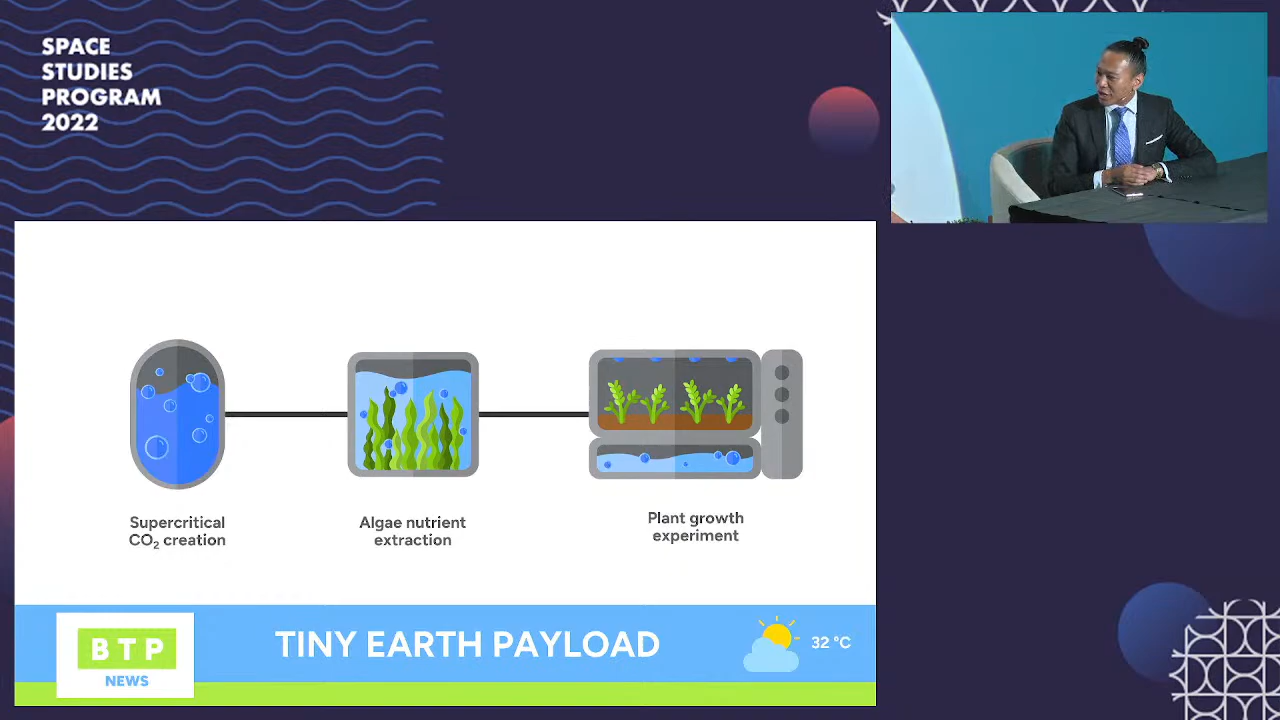 SPACE
STUDIES
PROGRAM
2022
Supercritical
CO₂ creation
Algae nutrient
extraction
Plant growth
experiment
BTP
NEWS
TINY EARTH PAYLOAD
32 °C